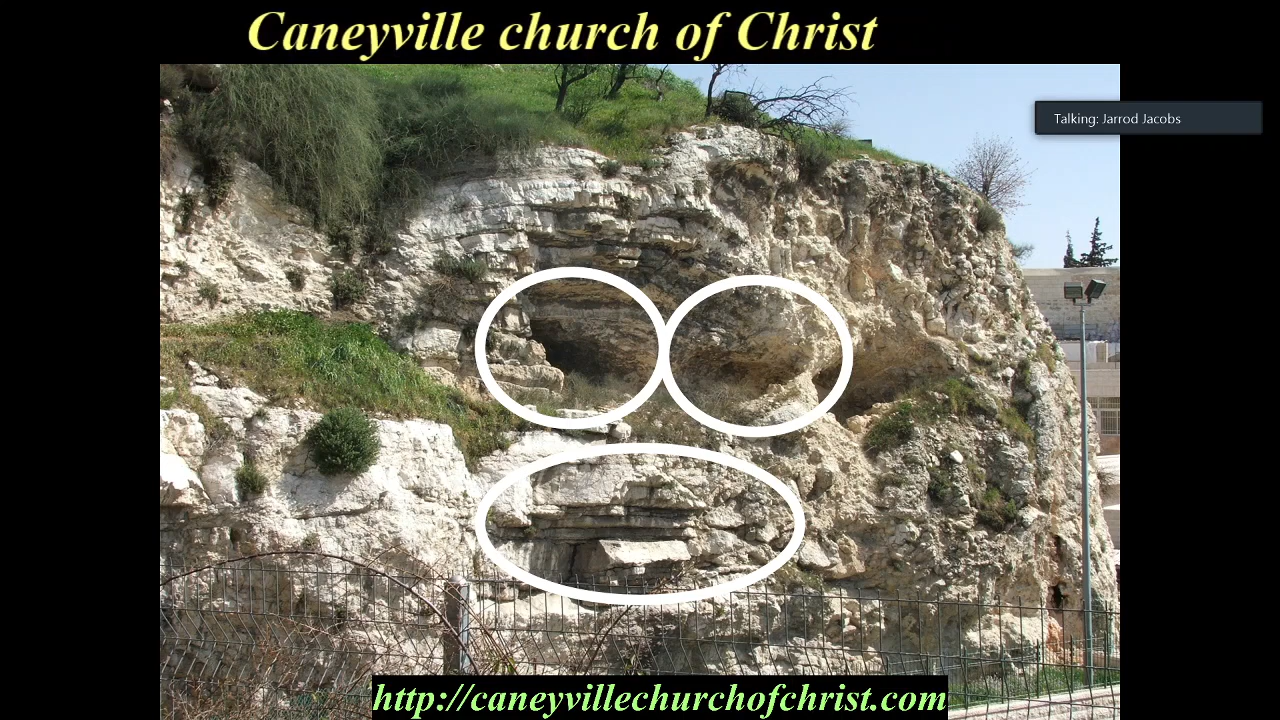 Caneyville church of Christ
Talking: Jarrod Jacobs
http://caneyvillechurchofchrist.com